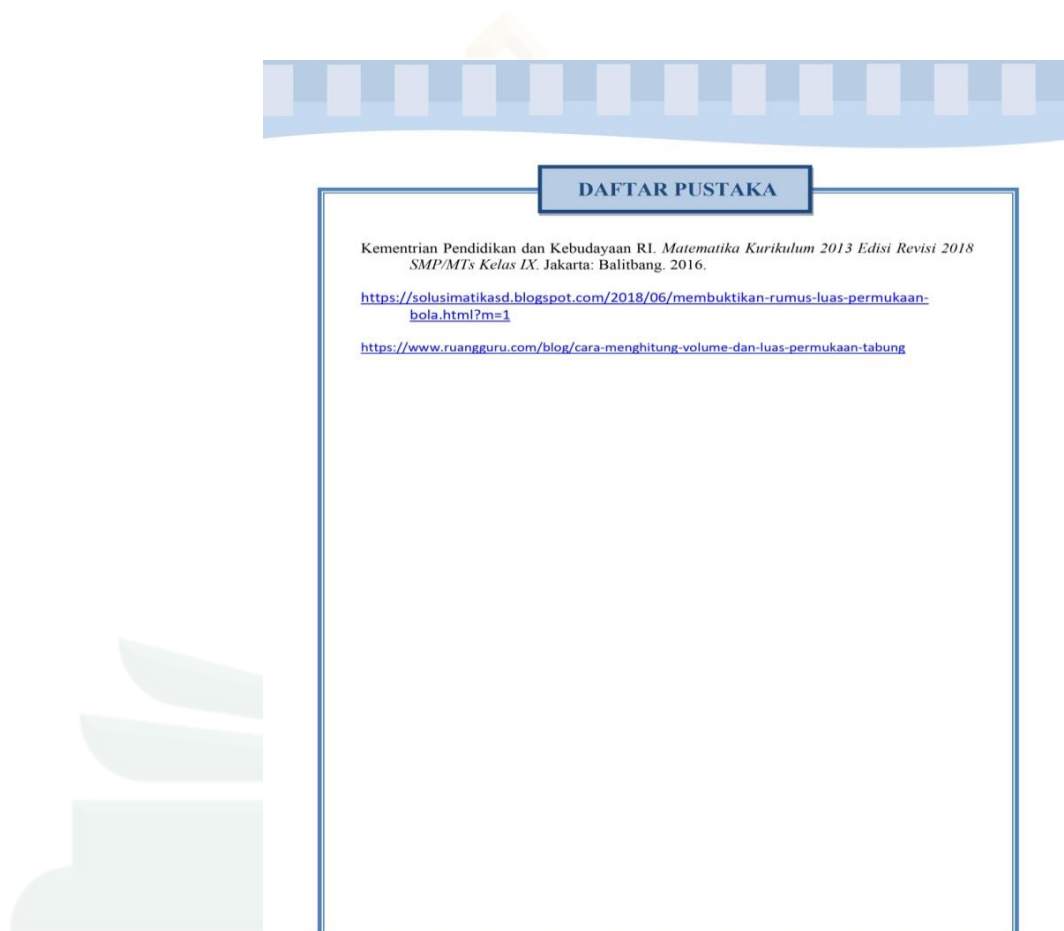 DAFTAR PUSTAKA
Kementrian Pendidikan dan Kebudayaan RI. Matematika Kurikulum 2013 Edisi Revisi 2018
SMP/MTs Kelas IX. Jakarta: Balitbang. 2016.
https://solusimatikasd.blogspot.com/2018/06/membuktikan-rumus-luas-permukaan-
bola.html?m=1
https://www.ruangguru.com/blog/cara-menghitung-volume-dan-luas-permukaan-tabung